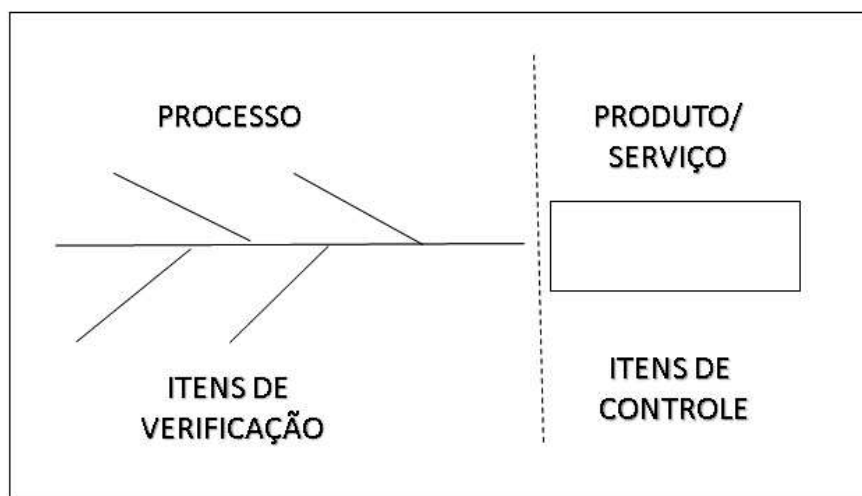 PROCESSO
PRODUTO/
SERVIÇO
ITENS DE
VERIFICAÇÃO
ITENS DE
CONTROLE